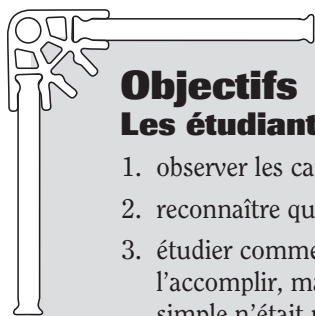 Objectifs
Les étudiant
1. observer les ca
2. reconnaître qu
3. étudier comme
l'accomplir, ma
simple n'était